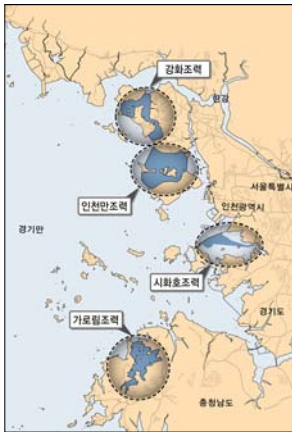 강화조력
한강
서울특별시
인천만조력
인천광역시
경기만
시화호조력
가로림조력
경기도
충청남도